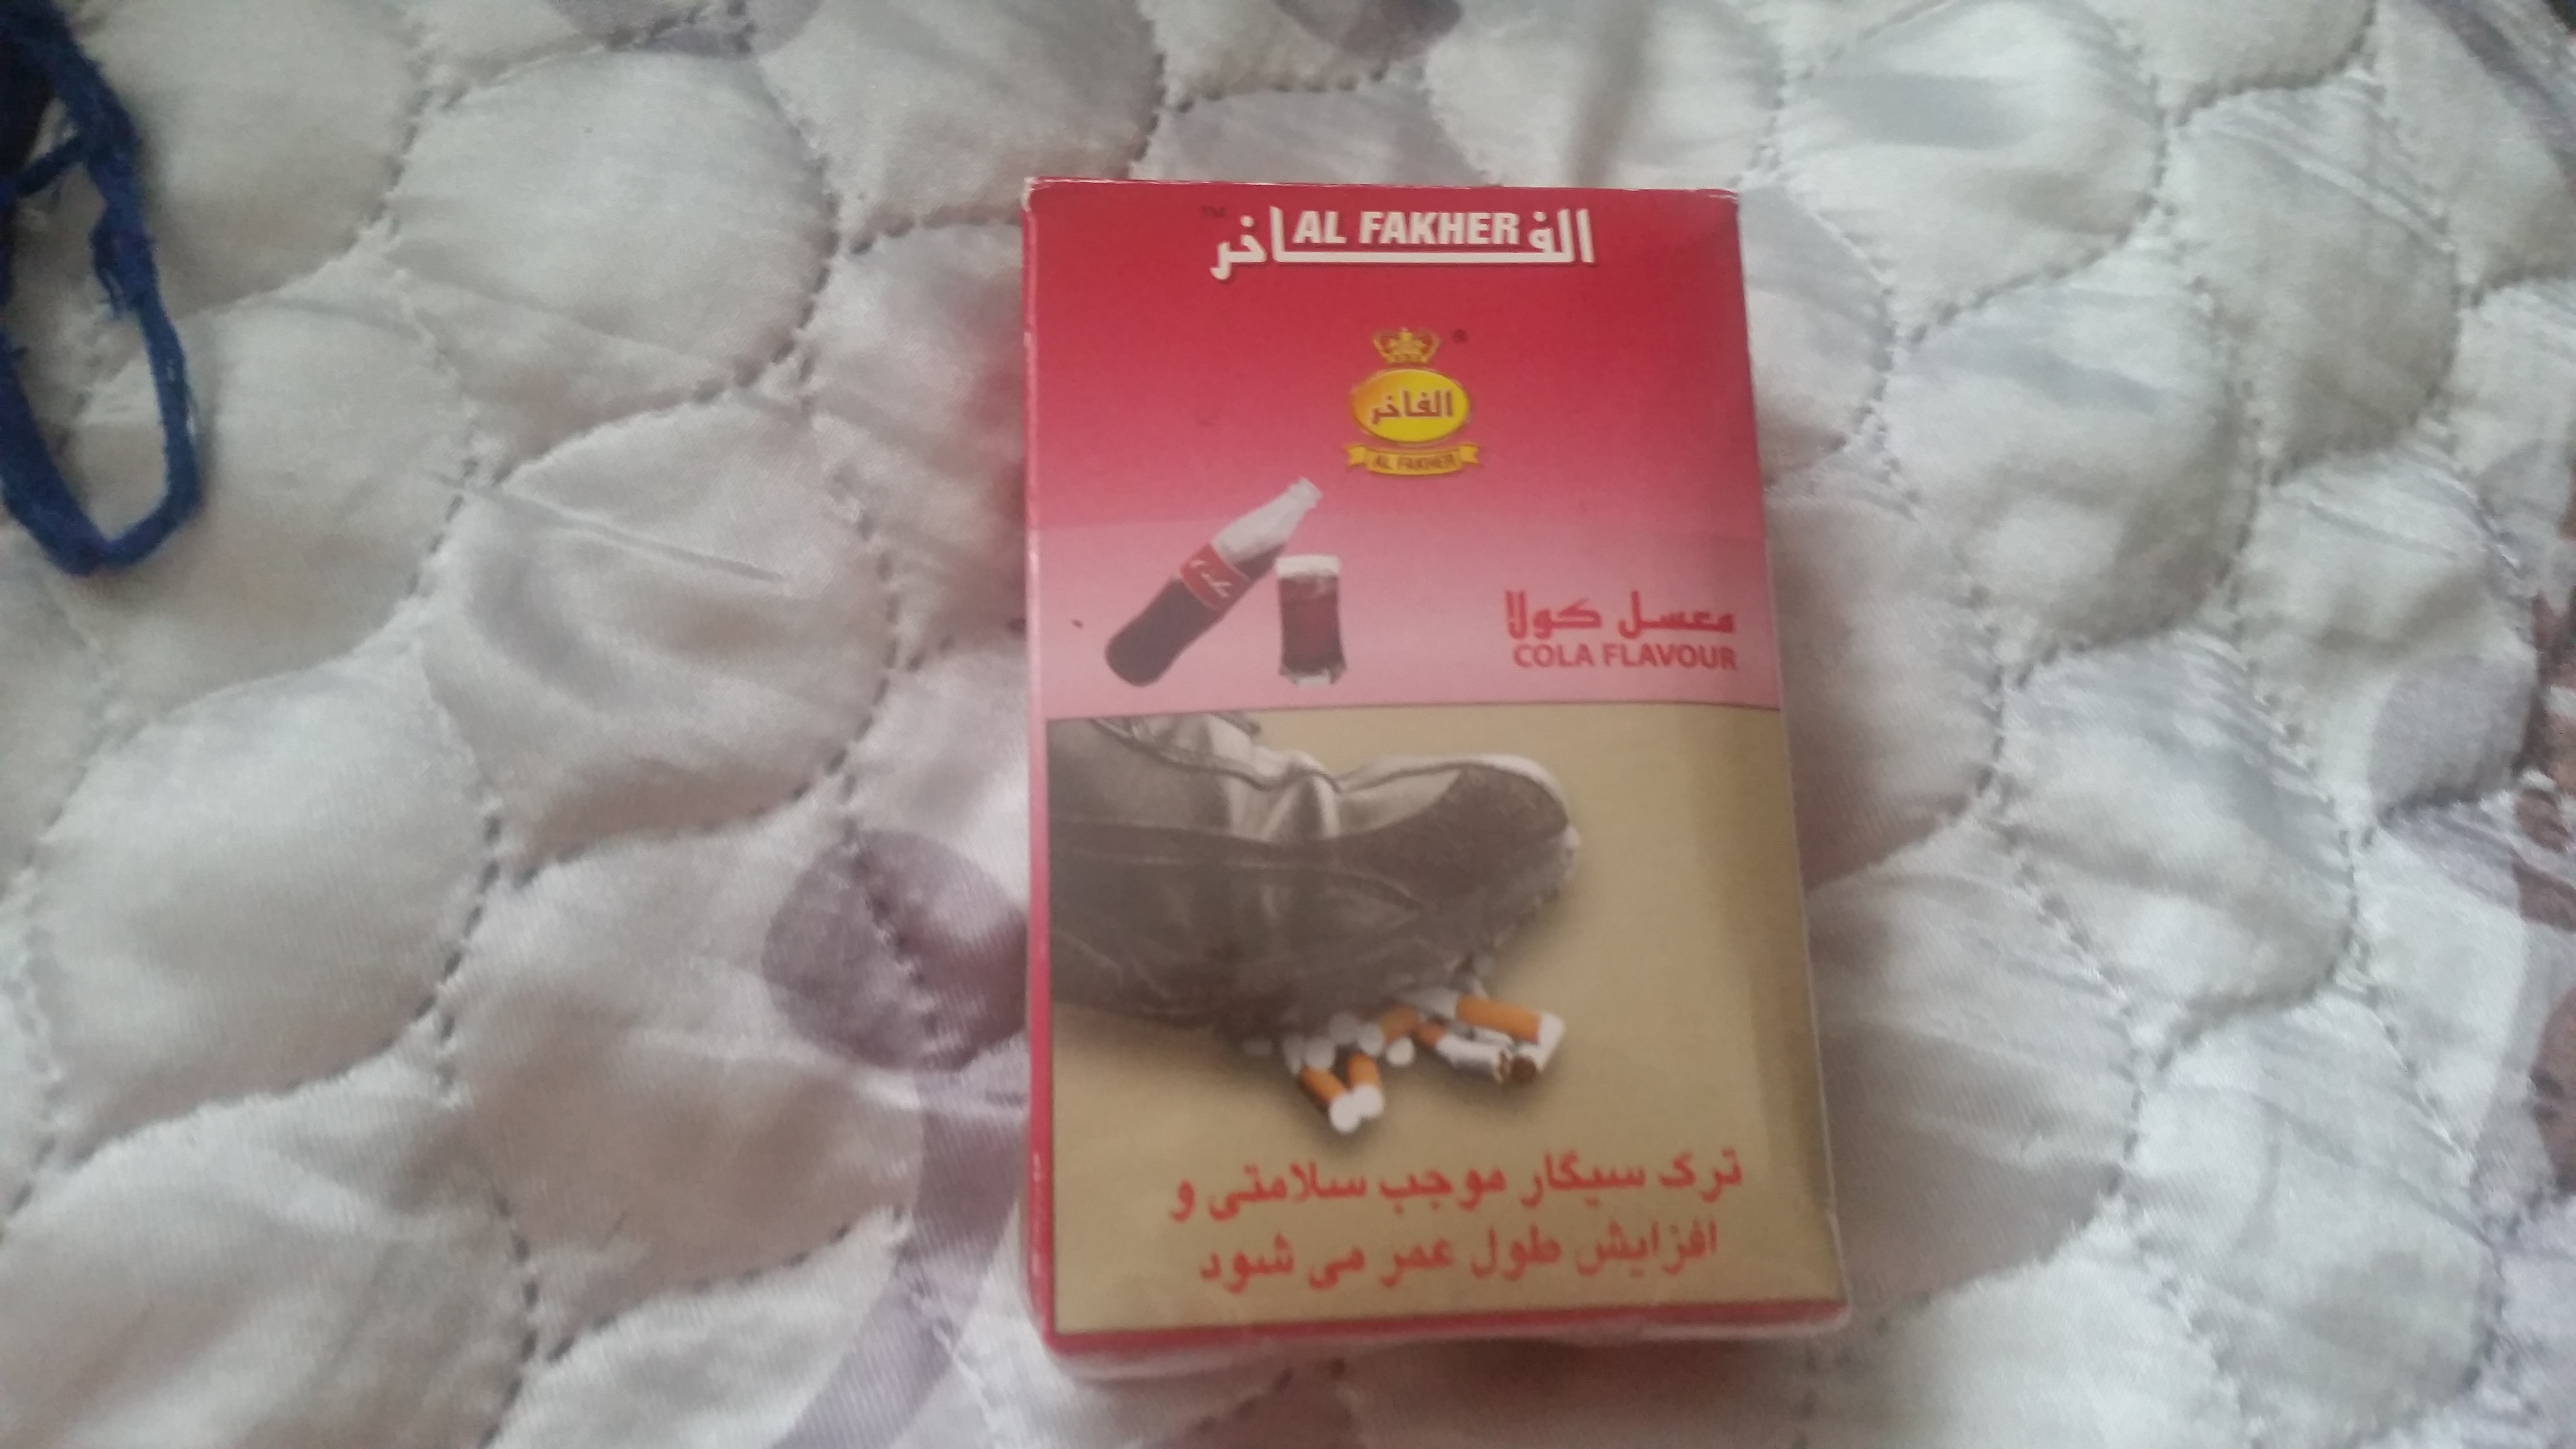 الفاخر AL FAKHER ™
®
الفاخر
AL FAKHER
معسل كولا
COLA FLAVOUR
ترک سیگار موجب سلامتی و
افزایش طول عمر می شود